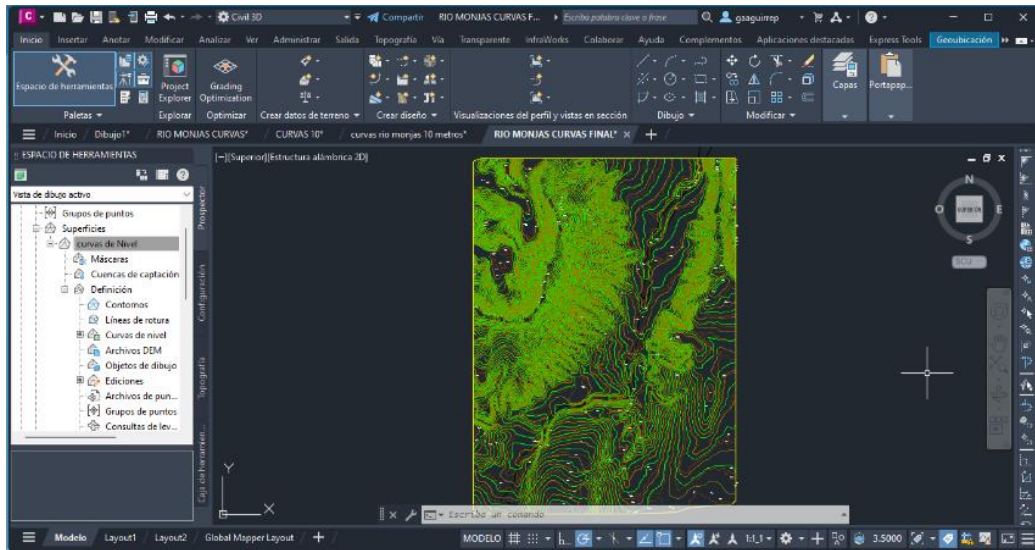 C Civil 3D Compartir RIO MONJAS CURVAS F... Escriba palabra clave o frase gaaguirrep
Inicio Insertar Anotar Modificar Analizar Ver Administrar Salida Topografía Vía Transparente InfraWorks Colaborar Ayuda Complementos Aplicaciones destacadas Express Tools Geoubicación
Espacio de herramientas Project Explorer Grading Optimization Capas Portapap...
Paletas Explorar Optimizar Crear datos de terreno Crear diseño Visualizaciones del perfil y vistas en sección Dibujo Modificar
Inicio Dibujo1* RIO MONJAS CURVAS* CURVAS 10* curvas rio monjas 10 metros* RIO MONJAS CURVAS FINAL*
ESPACIO DE HERRAMIENTAS
[-][Superior][Estructura alámbrica 2D]
Vista de dibujo activo
Grupos de puntos
Superficies
curvas de Nivel
Máscaras
Cuencas de captación
Definición
Contornos
Líneas de rotura
Curvas de nivel
Archivos DEM
Objetos de dibujo
Ediciones
Archivos de pun...
Grupos de puntos
Consultas de lev...
Prospector
Configuración
Topografía
Caja de herramien...
N
O SUPERIOR E
S
SCU
Y
X
Escriba un comando
Modelo Layout1 Layout2 Global Mapper Layout MODELO 1:1 3.5000